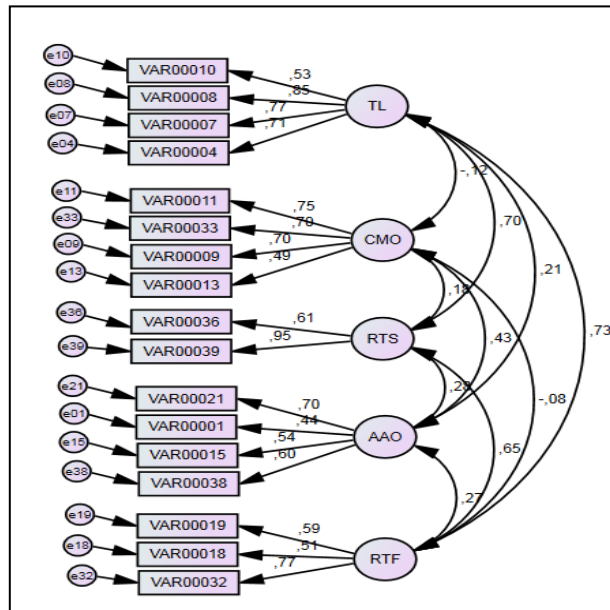 e10 VAR00010 ,53
e08 VAR00008 ,85 TL
e07 VAR00007 ,77
e04 VAR00004 ,71
-,12
e11 VAR00011 ,75 ,70
e33 VAR00033 ,70 CMO
e09 VAR00009 ,70 ,21
e13 VAR00013 ,49
,18
e36 VAR00036 ,61 RTS ,43 ,73
e39 VAR00039 ,95
,28 -,08
e21 VAR00021 ,70
e01 VAR00001 ,44 AAO
e15 VAR00015 ,54 ,65
e38 VAR00038 ,60
,27
e19 VAR00019 ,59
e18 VAR00018 ,51 RTF
e32 VAR00032 ,77